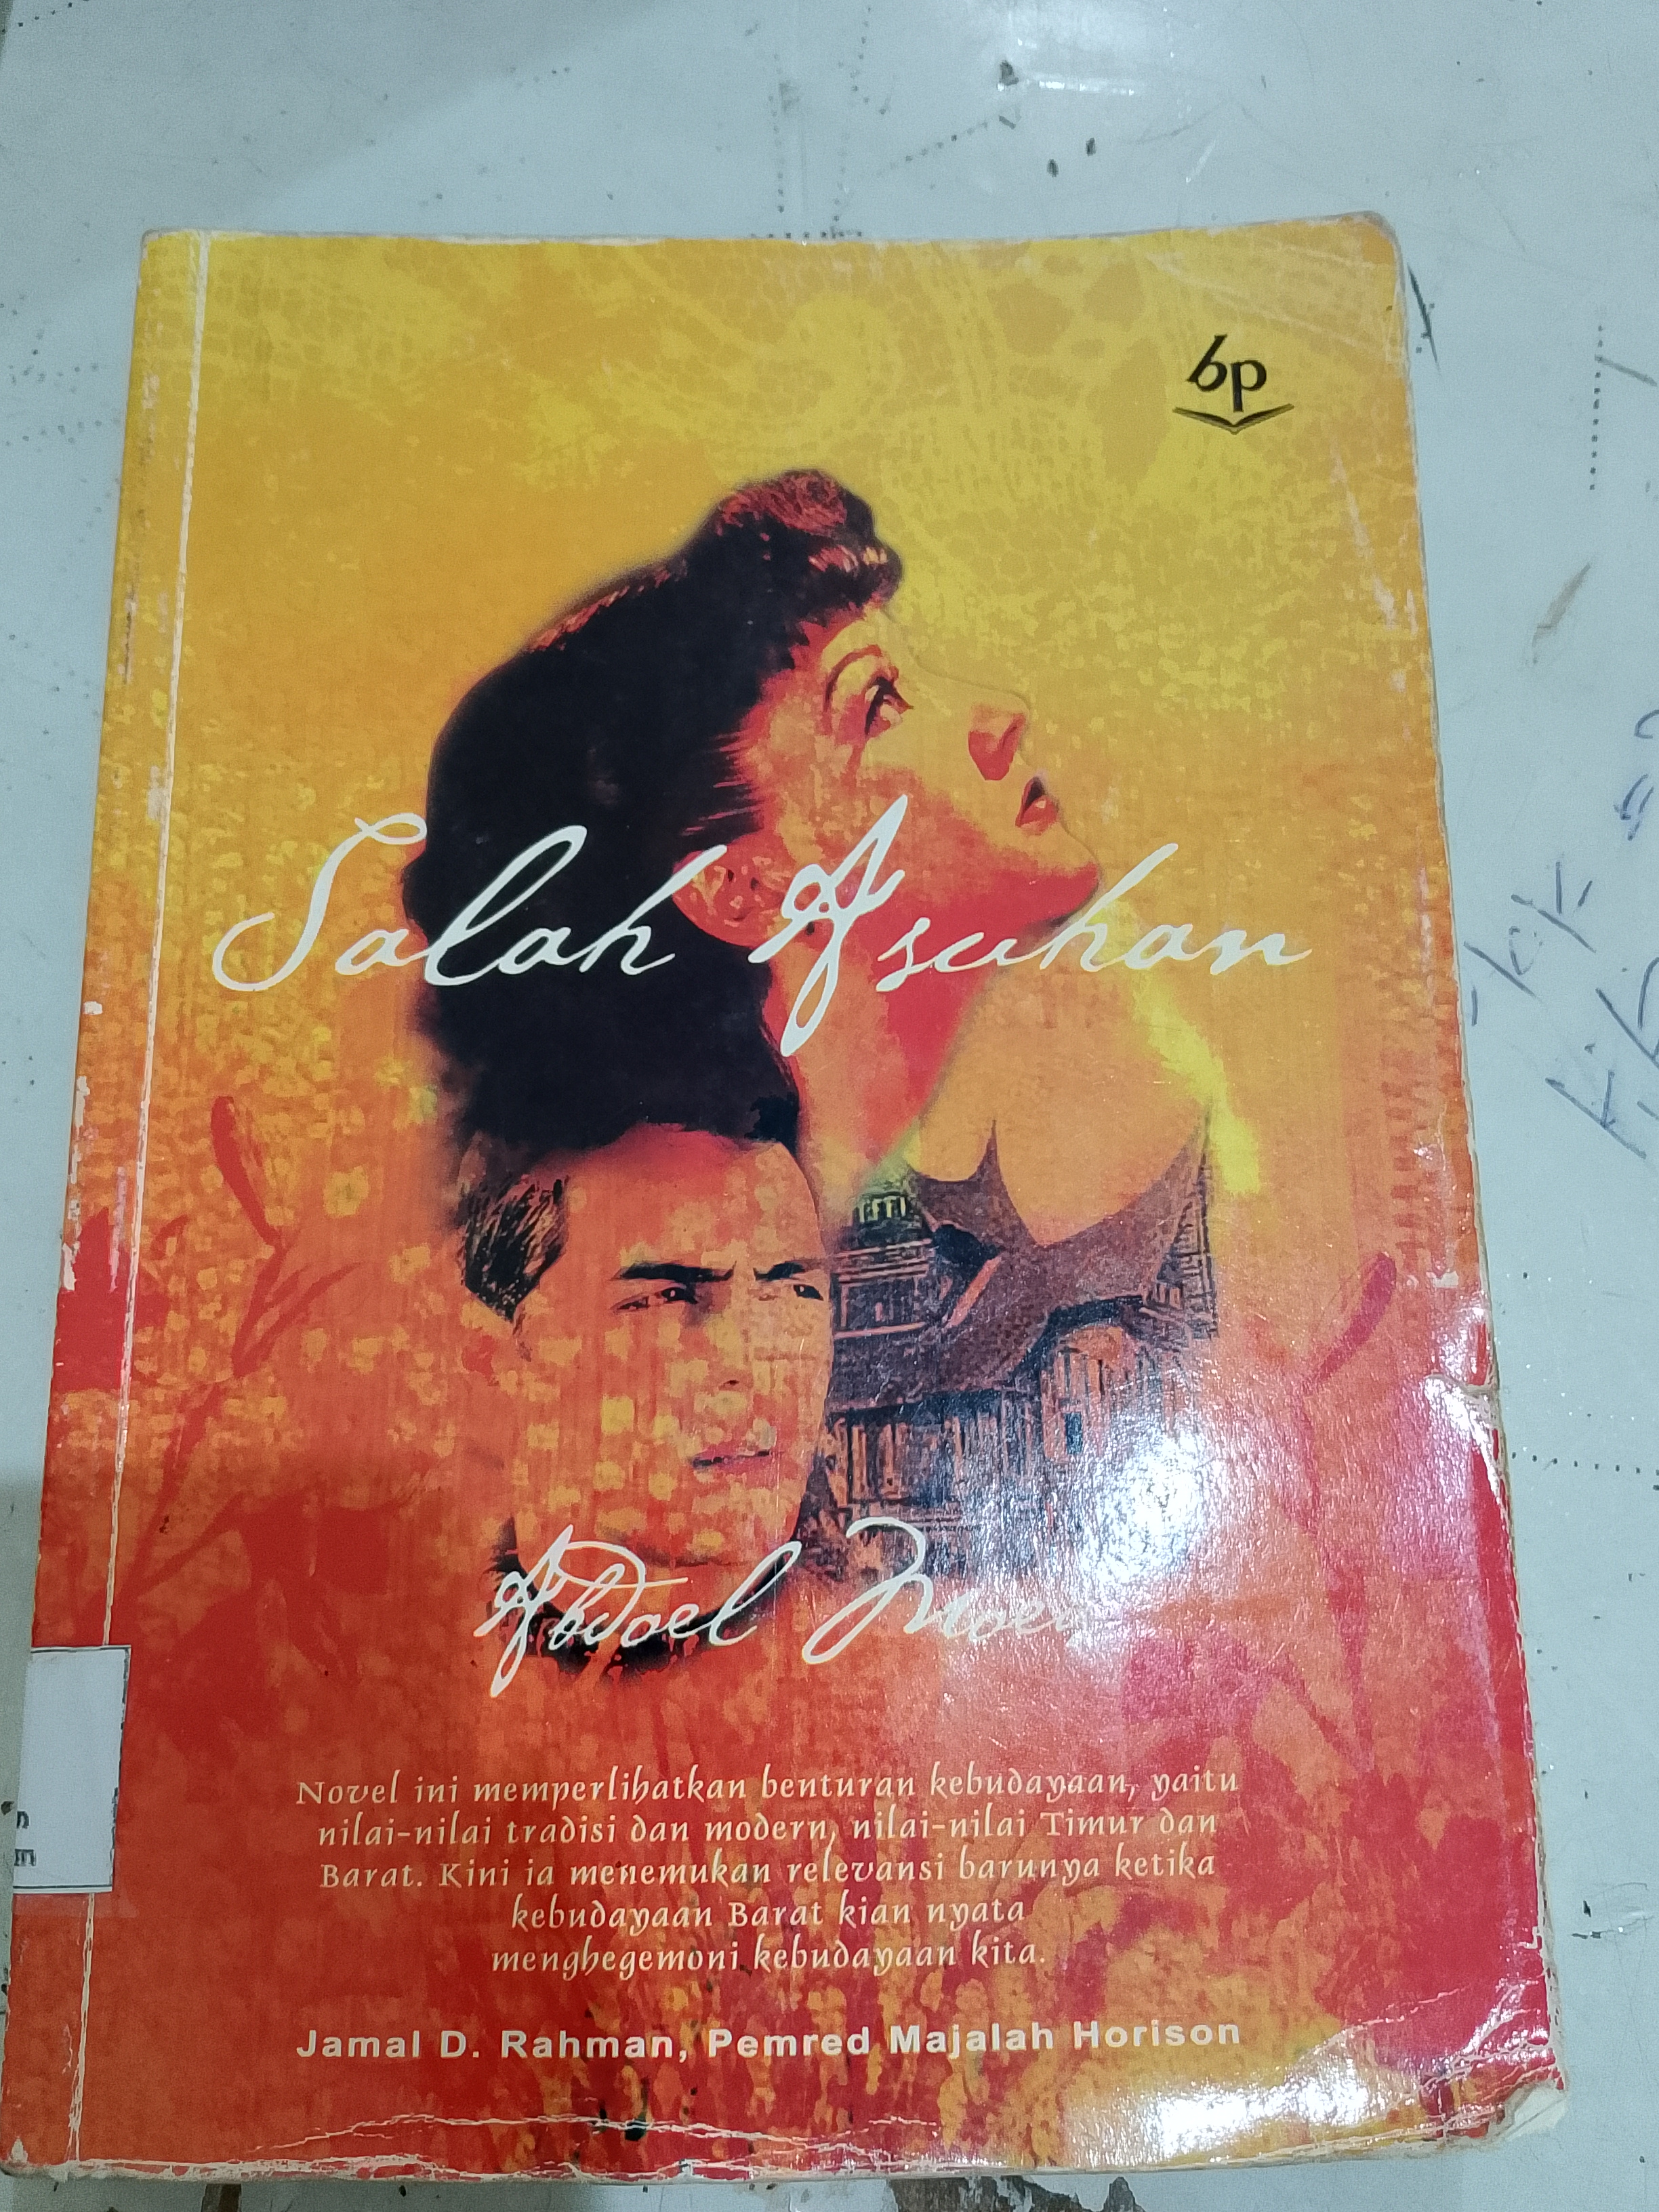 bp
Salah Asuhan
Abdoel Moeis
Novel ini memperlihatkan benturan kebudayaan, yaitu
nilai-nilai tradisi dan modern, nilai-nilai Timur dan
Barat. Kini ia menemukan relevansi barunya ketika
kebudayaan Barat kian nyata
menghegemoni kebudayaan kita.
Jamal D. Rahman, Pemred Majalah Horison